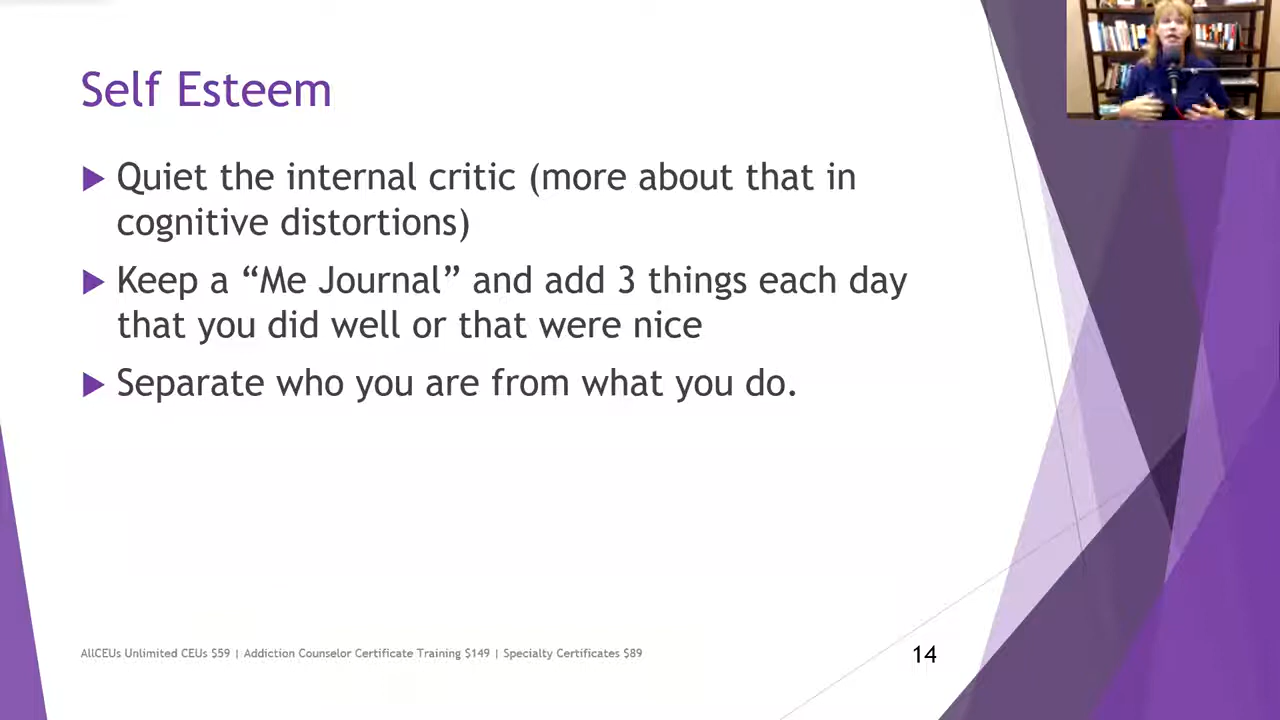 Self Esteem
Quiet the internal critic (more about that in
cognitive distortions)
Keep a “Me Journal” and add 3 things each day
that you did well or that were nice
Separate who you are from what you do.
AllCEUs Unlimited CEUs $59 | Addiction Counselor Certificate Training $149 | Specialty Certificates $89
14